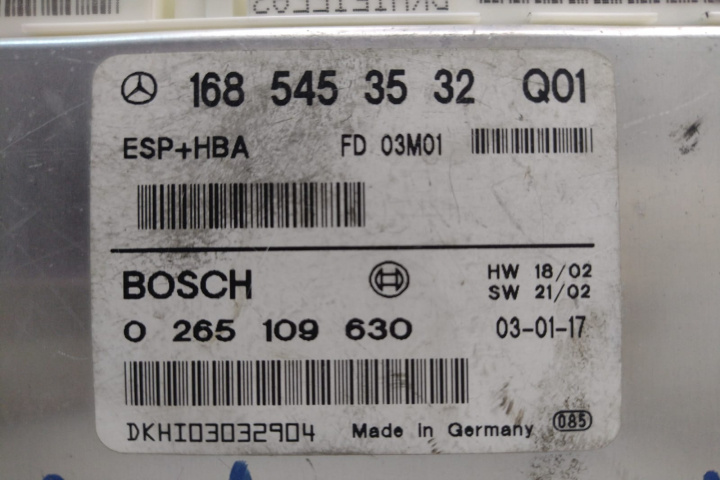 168 545 35 32 Q01
ESP+HBA FD 03M01
BOSCH HW 18/02
SW 21/02
0 265 109 630 03-01-17
DKHI03032904 Made in Germany 085